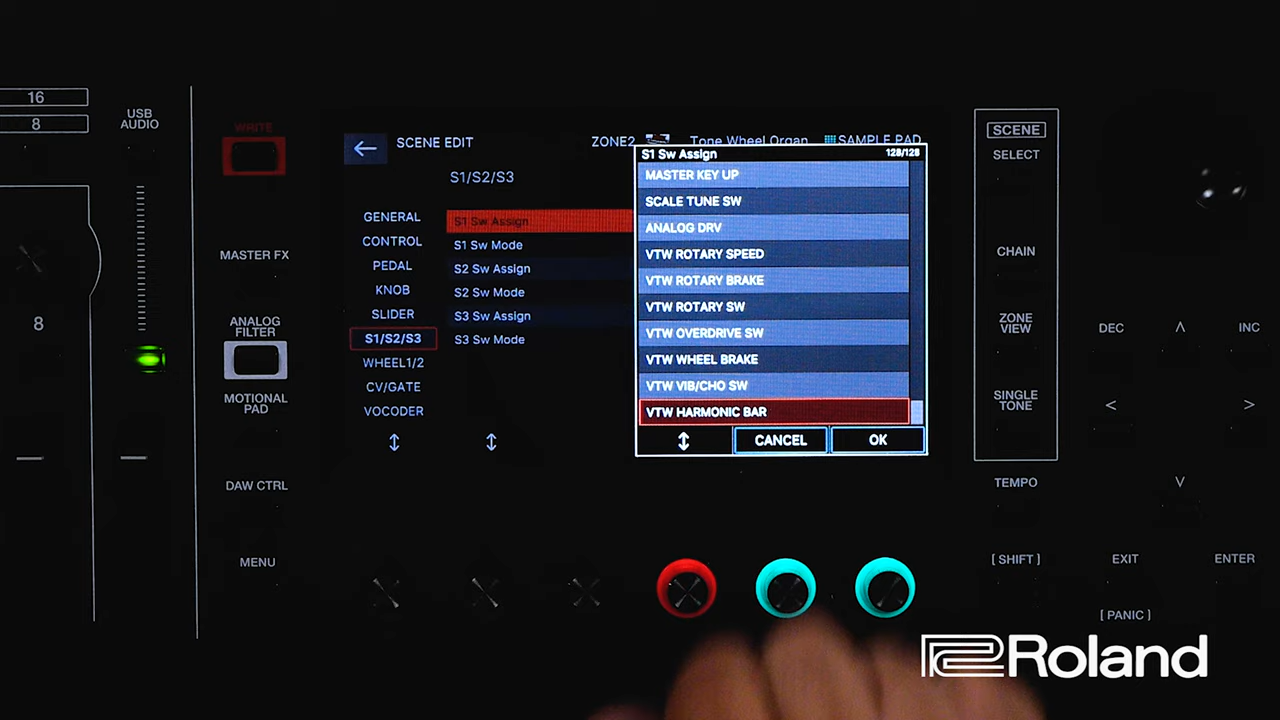 16
8
USB
AUDIO
8
WRITE
MASTER FX
ANALOG
FILTER
MOTIONAL
PAD
DAW CTRL
MENU
SCENE EDIT
ZONE2
Tone Wheel Organ
SAMPLE PAD
S1/S2/S3
GENERAL
CONTROL
PEDAL
KNOB
SLIDER
S1/S2/S3
WHEEL1/2
CV/GATE
VOCODER
S1 Sw Assign
S1 Sw Mode
S2 Sw Assign
S2 Sw Mode
S3 Sw Assign
S3 Sw Mode
S1 Sw Assign 128/128
MASTER KEY UP
SCALE TUNE SW
ANALOG DRV
VTW ROTARY SPEED
VTW ROTARY BRAKE
VTW ROTARY SW
VTW OVERDRIVE SW
VTW WHEEL BRAKE
VTW VIB/CHO SW
VTW HARMONIC BAR
CANCEL
OK
SCENE
SELECT
CHAIN
ZONE
VIEW
SINGLE
TONE
TEMPO
[ SHIFT ]
DEC
INC
EXIT
ENTER
[ PANIC ]
Roland